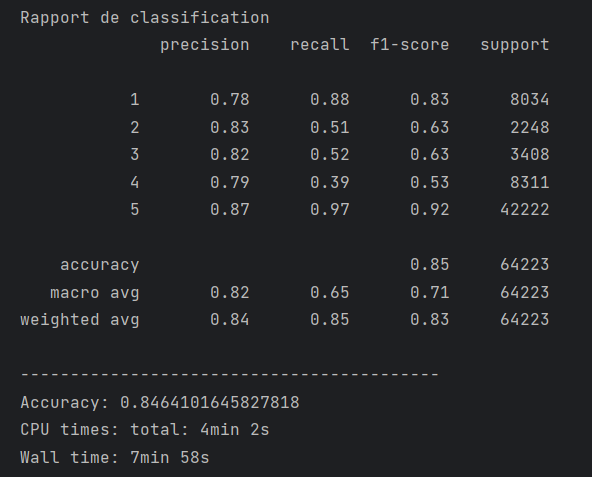 Rapport de classification
precision recall f1-score support
1 0.78 0.88 0.83 8034
2 0.83 0.51 0.63 2248
3 0.82 0.52 0.63 3408
4 0.79 0.39 0.53 8311
5 0.87 0.97 0.92 42222
accuracy 0.85 64223
macro avg 0.82 0.65 0.71 64223
weighted avg 0.84 0.85 0.83 64223
------------------------------------------
Accuracy: 0.8464101645827818
CPU times: total: 4min 2s
Wall time: 7min 58s